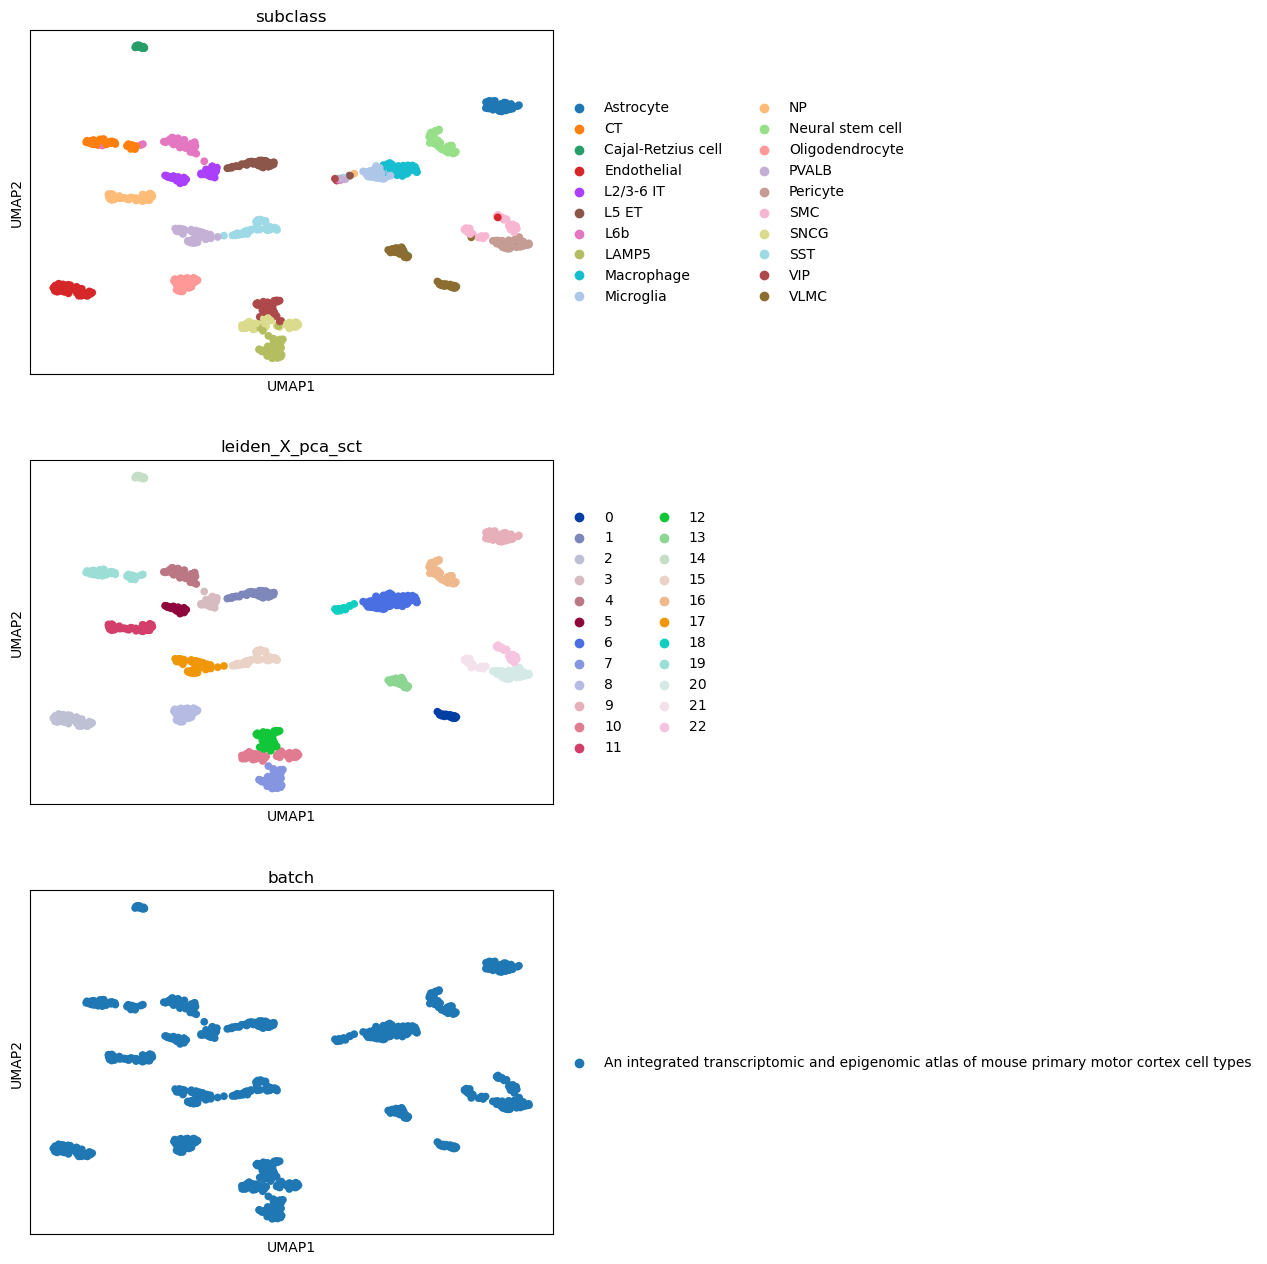 subclass
UMAP2
UMAP1
Astrocyte
CT
Cajal-Retzius cell
Endothelial
L2/3-6 IT
L5 ET
L6b
LAMP5
Macrophage
Microglia
NP
Neural stem cell
Oligodendrocyte
PVALB
Pericyte
SMC
SNCG
SST
VIP
VLMC
leiden_X_pca_sct
UMAP2
UMAP1
0
1
2
3
4
5
6
7
8
9
10
11
12
13
14
15
16
17
18
19
20
21
22
batch
UMAP2
UMAP1
An integrated transcriptomic and epigenomic atlas of mouse primary motor cortex cell types